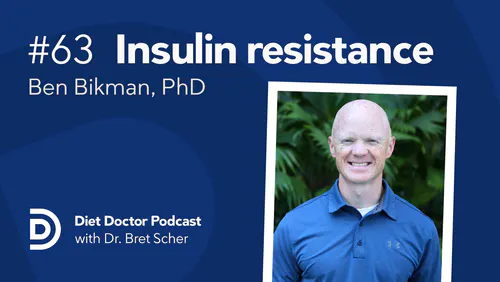 #63 Insulin resistance
Ben Bikman, PhD
Diet Doctor Podcast
with Dr. Bret Scher